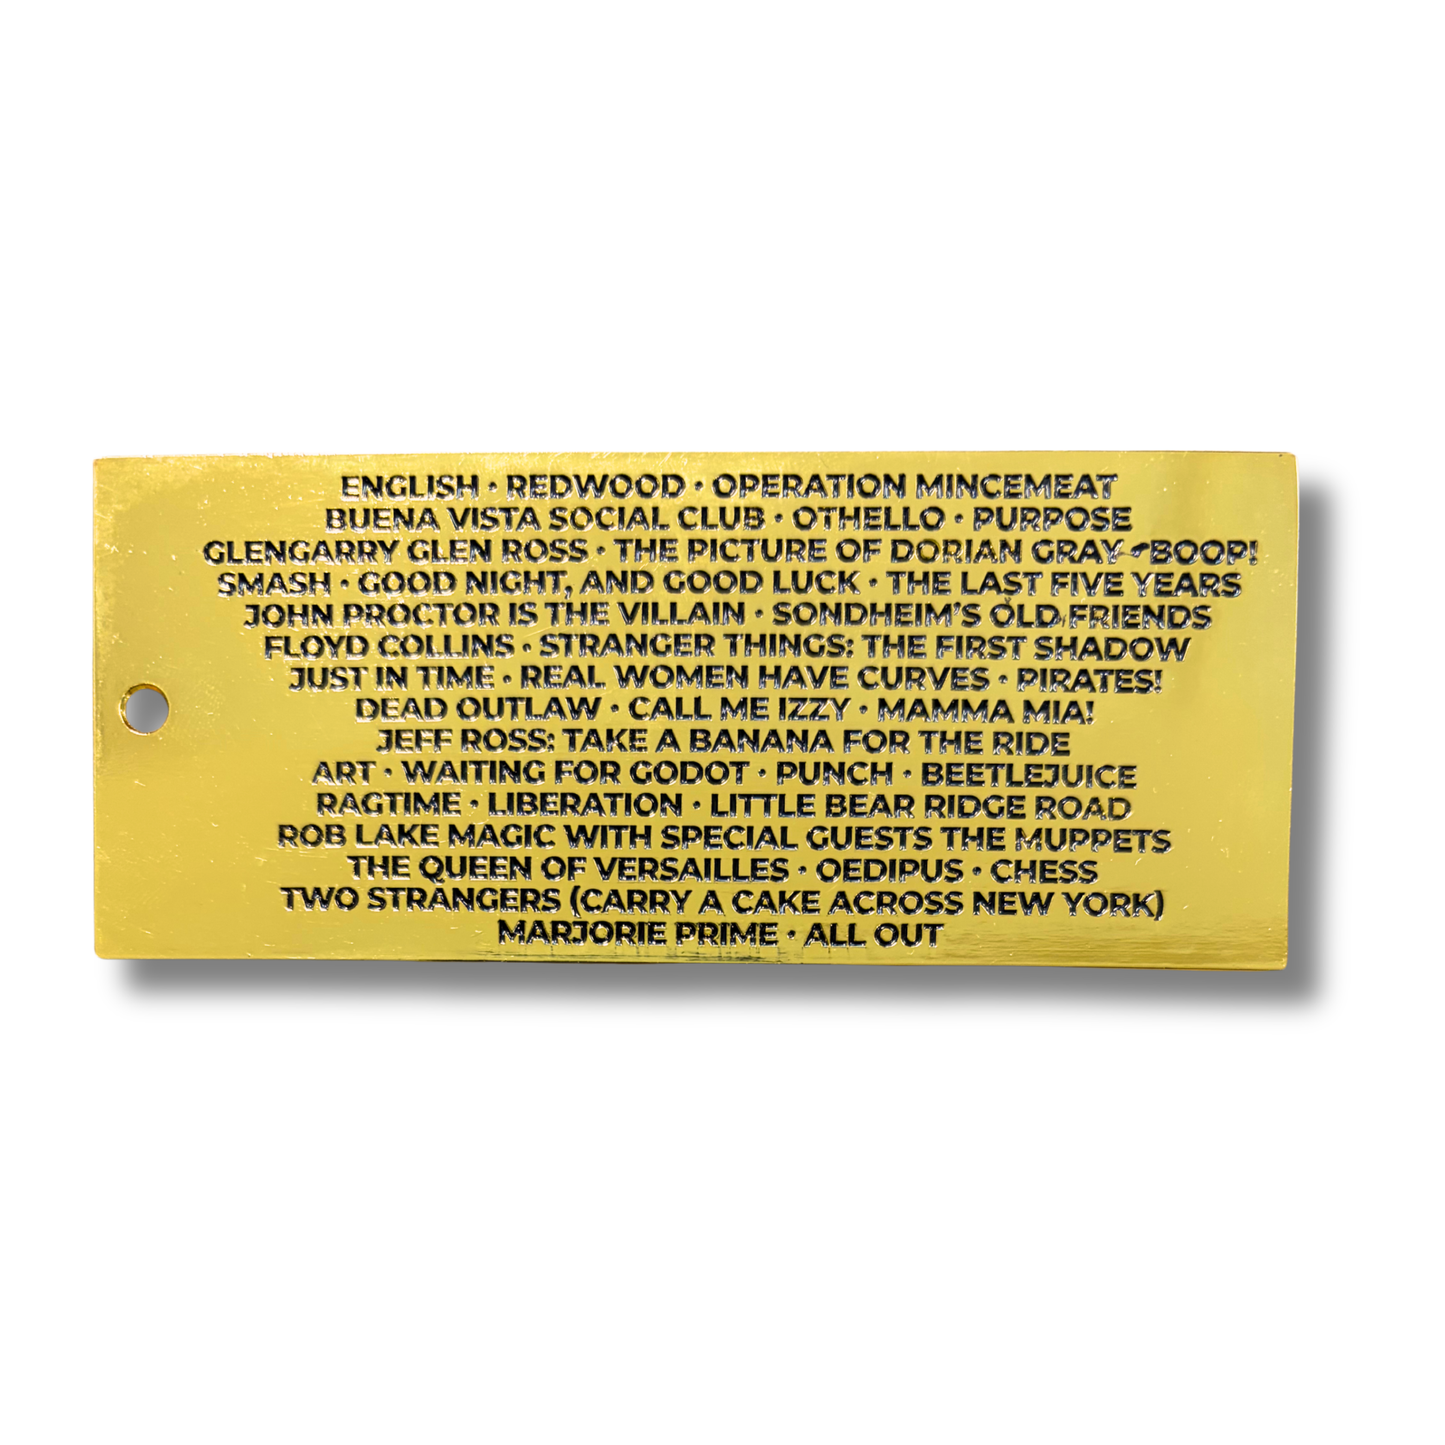 ENGLISH · REDWOOD · OPERATION MINCEMEAT
BUENA VISTA SOCIAL CLUB · OTHELLO · PURPOSE
GLENGARRY GLEN ROSS · THE PICTURE OF DORIAN GRAY · BOOP!
SMASH · GOOD NIGHT, AND GOOD LUCK · THE LAST FIVE YEARS
JOHN PROCTOR IS THE VILLAIN · SONDHEIM'S OLD FRIENDS
FLOYD COLLINS · STRANGER THINGS: THE FIRST SHADOW
JUST IN TIME · REAL WOMEN HAVE CURVES · PIRATES!
DEAD OUTLAW · CALL ME IZZY · MAMMA MIA!
JEFF ROSS: TAKE A BANANA FOR THE RIDE
ART · WAITING FOR GODOT · PUNCH · BEETLEJUICE
RAGTIME · LIBERATION · LITTLE BEAR RIDGE ROAD
ROB LAKE MAGIC WITH SPECIAL GUESTS THE MUPPETS
THE QUEEN OF VERSAILLES · OEDIPUS · CHESS
TWO STRANGERS (CARRY A CAKE ACROSS NEW YORK)
MARJORIE PRIME · ALL OUT